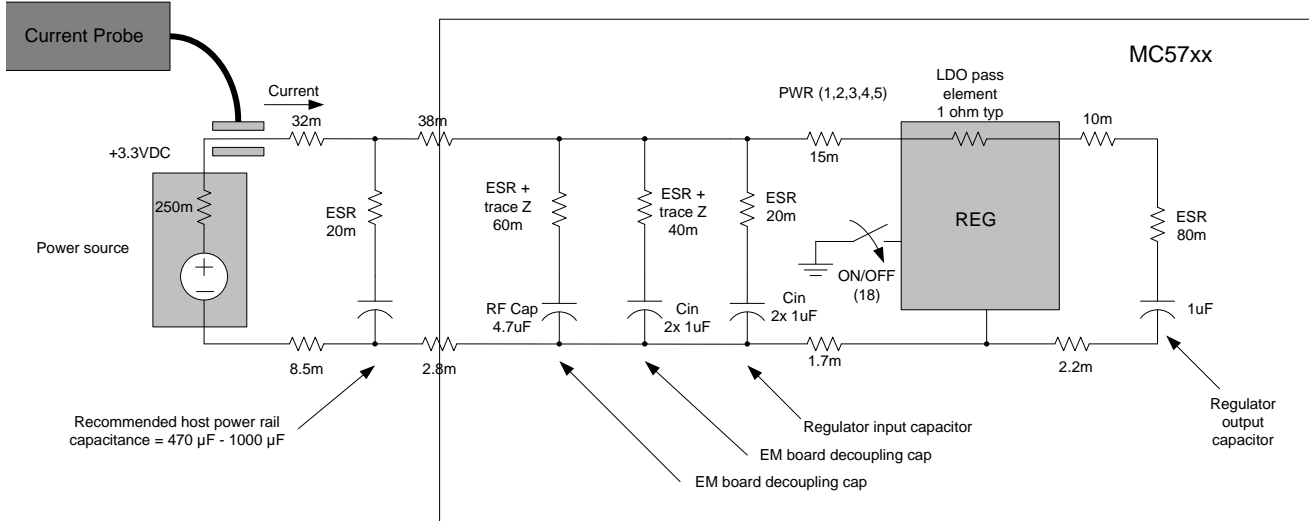 Current Probe
MC57xx
Current
LDO pass
element
1 ohm typ
PWR (1,2,3,4,5)
32m
38m
10m
15m
+3.3VDC
250m
Power source
+
ESR
20m
ESR +
trace Z
60m
ESR +
trace Z
40m
ESR
20m
REG
ESR
80m
ON/OFF
(18)
RF Cap
4.7uF
Cin
2x 1uF
Cin
2x 1uF
1uF
8.5m
2.8m
1.7m
2.2m
Recommended host power rail
capacitance = 470 µF - 1000 µF
Regulator input capacitor
EM board decoupling cap
EM board decoupling cap
Regulator
output
capacitor